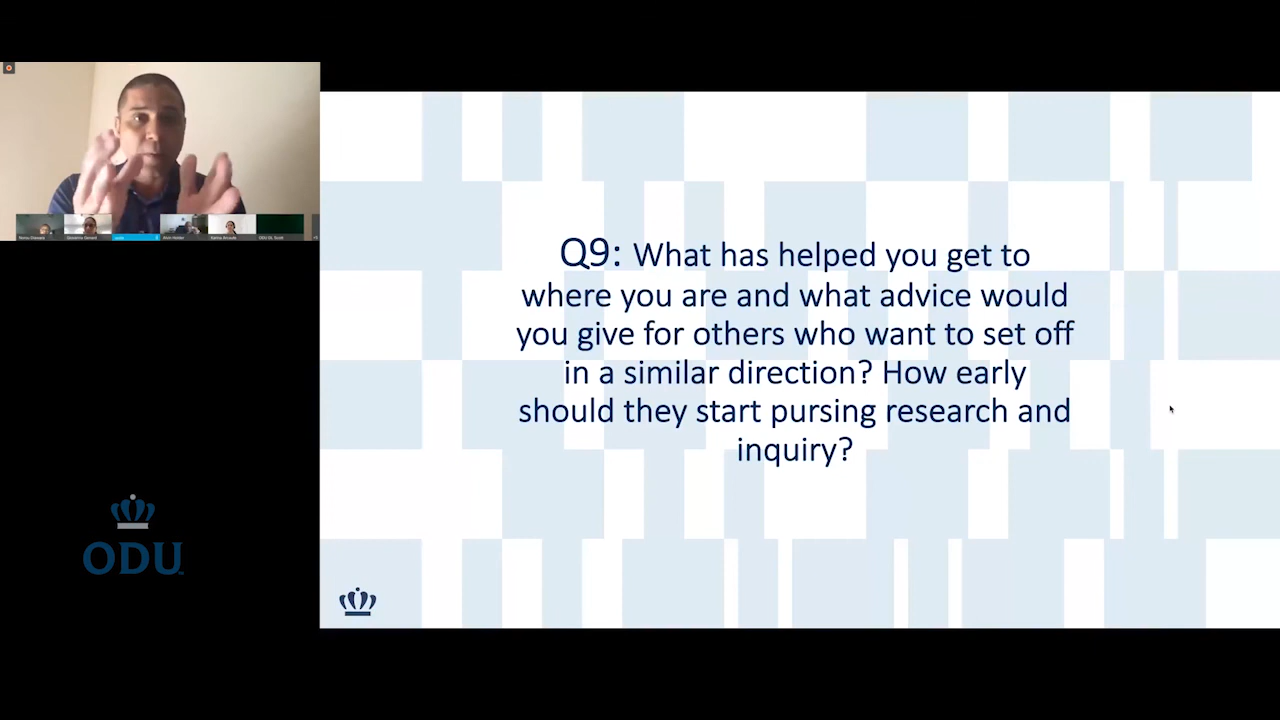 Q9: What has helped you get to
where you are and what advice would
you give for others who want to set off
in a similar direction? How early
should they start pursing research and
inquiry?
ODU